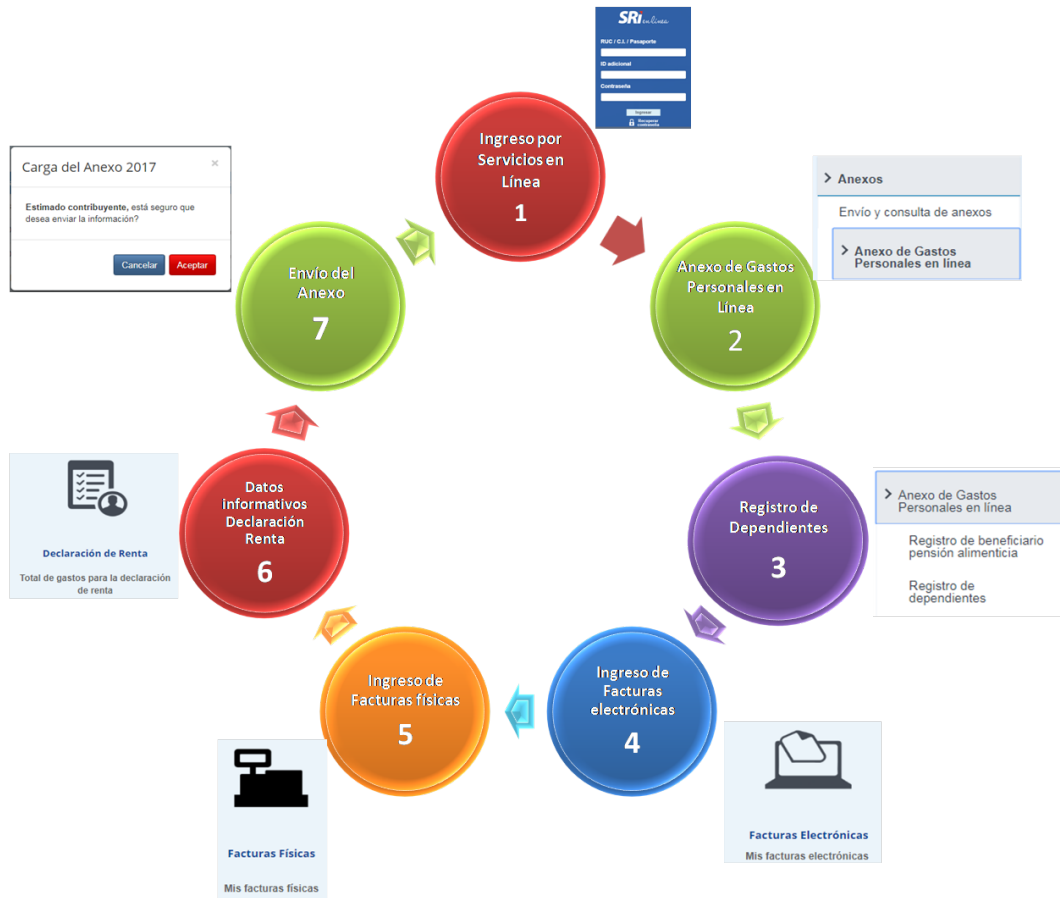 SRi en línea
RUC / C.I. / Pasaporte
ID adicional
Contraseña
Ingresar
Recuperar
contraseña
Ingreso por
Servicios en
Línea
1
> Anexos
Envío y consulta de anexos
> Anexo de Gastos
Personales en línea
Anexo de Gastos
Personales en
Línea
2
> Anexo de Gastos
Personales en línea
Registro de beneficiario
pensión alimenticia
Registro de
dependientes
Registro de
Dependientes
3
Ingreso de
Facturas
electrónicas
4
Facturas Electrónicas
Mis facturas electrónicas
Ingreso de
Facturas físicas
5
Facturas Físicas
Mis facturas físicas
Datos
informativos
Declaración
Renta
6
Declaración de Renta
Total de gastos para la declaración
de renta
Envío del
Anexo
7
Carga del Anexo 2017 ×
Estimado contribuyente, está seguro que
desea enviar la información?
Cancelar Aceptar